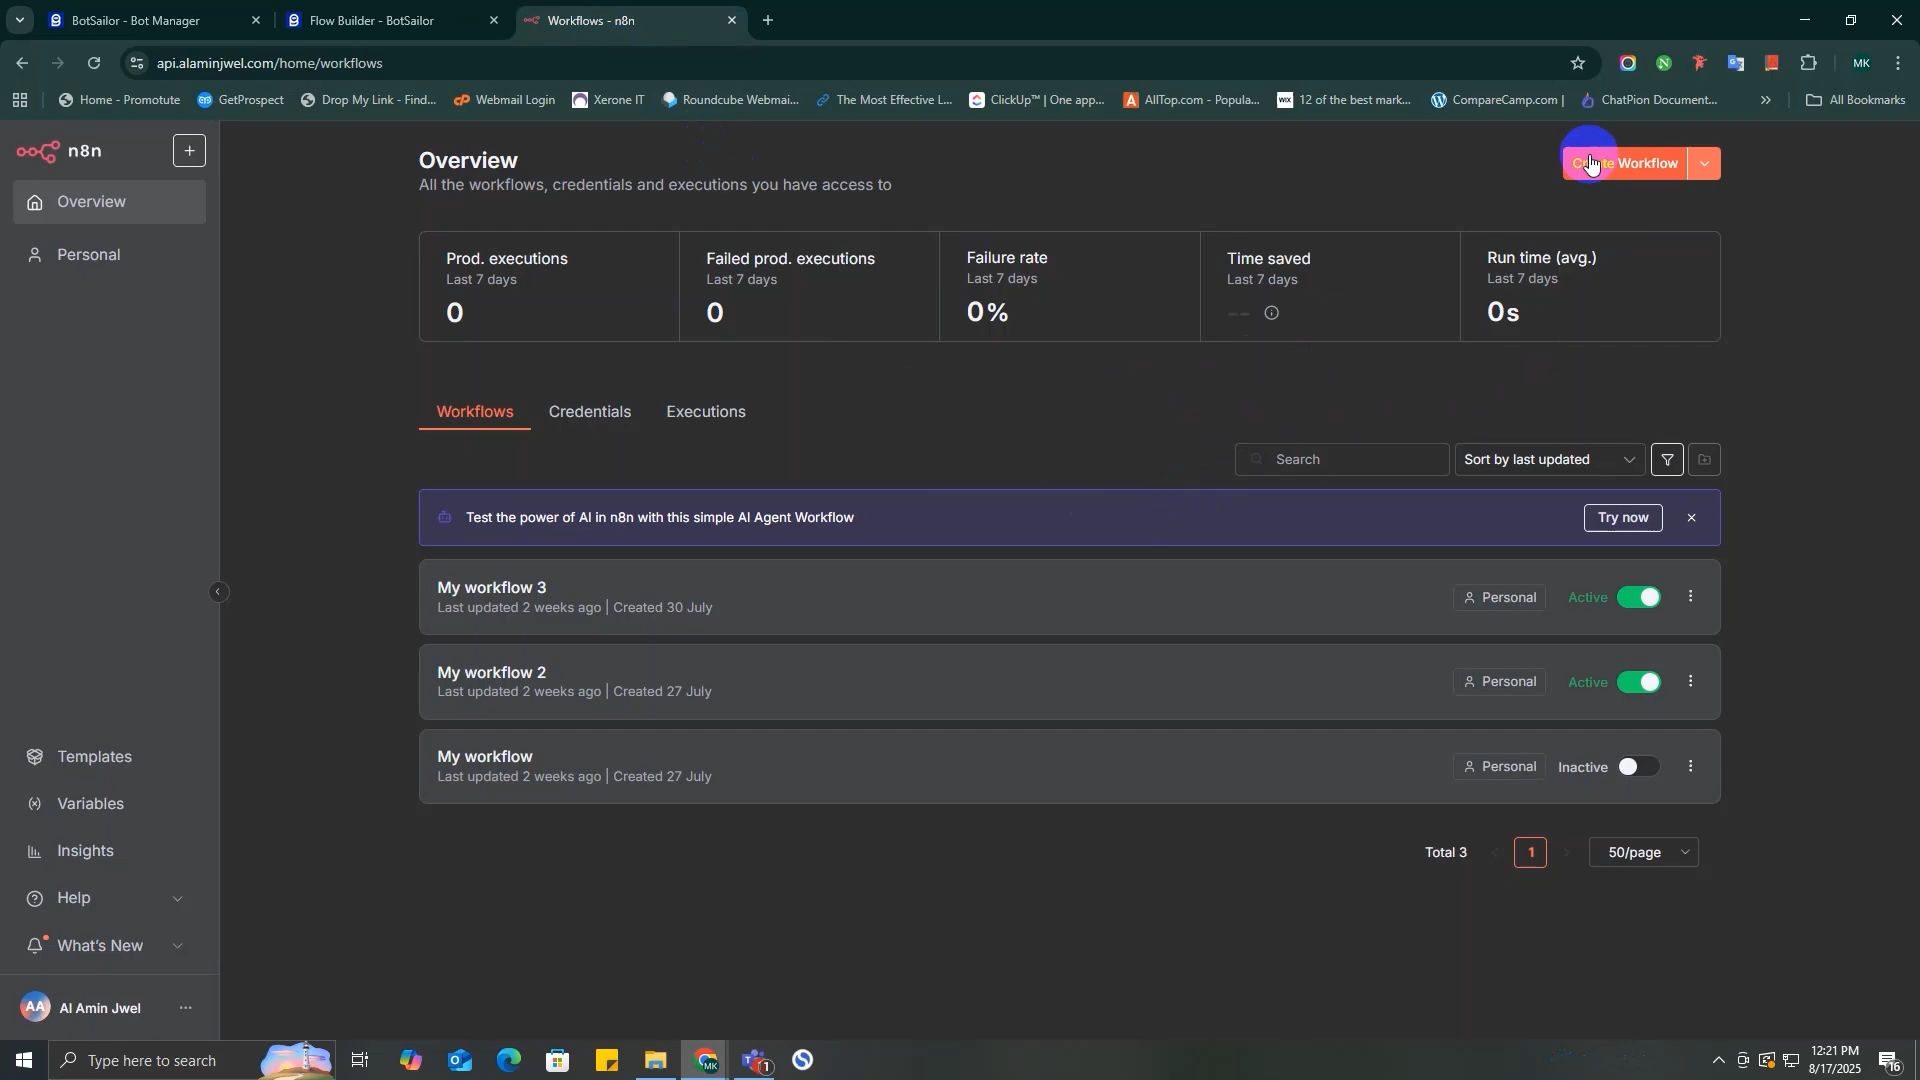 BotSailor - Bot Manager
Flow Builder - BotSailor
Workflows - n8n
api.alaminjwel.com/home/workflows
MK
Home - Promotute
GetProspect
Drop My Link - Find...
Webmail Login
Xerone IT
Roundcube Webmai...
The Most Effective L...
ClickUp™ | One app...
AllTop.com - Popula...
12 of the best mark...
CompareCamp.com |
ChatPion Document...
All Bookmarks
n8n
Overview
Personal
Templates
Variables
Insights
Help
What's New
AA
Al Amin Jwel
Overview
All the workflows, credentials and executions you have access to
Create Workflow
Prod. executions
Last 7 days
0
Failed prod. executions
Last 7 days
0
Failure rate
Last 7 days
0%
Time saved
Last 7 days
--
Run time (avg.)
Last 7 days
0s
Workflows
Credentials
Executions
Search
Sort by last updated
Test the power of AI in n8n with this simple AI Agent Workflow
Try now
My workflow 3
Last updated 2 weeks ago | Created 30 July
Personal
Active
My workflow 2
Last updated 2 weeks ago | Created 27 July
Personal
Active
My workflow
Last updated 2 weeks ago | Created 27 July
Personal
Inactive
Total 3
1
50/page
Type here to search
MK
1
12:21 PM
8/17/2025
16